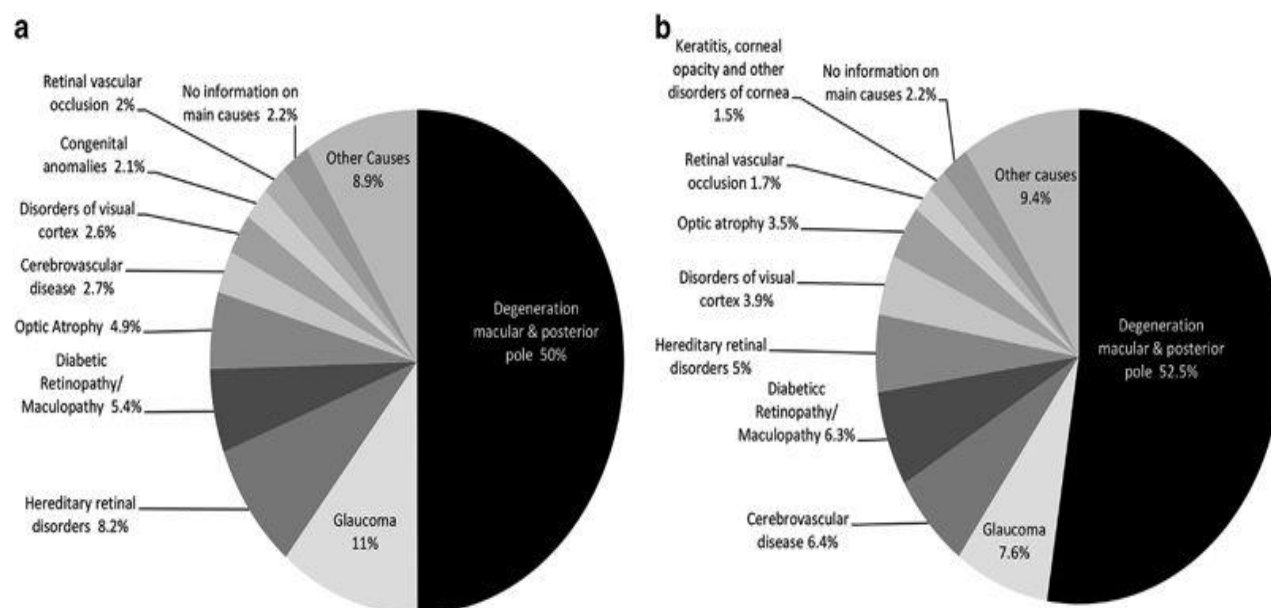 a
Retinal vascular
occlusion 2%
No information on
main causes 2.2%
Congenital
anomalies 2.1%
Other Causes
8.9%
Disorders of visual
cortex 2.6%
Cerebrovascular
disease 2.7%
Optic Atrophy 4.9%
Diabetic
Retinopathy/
Maculopathy 5.4%
Hereditary retinal
disorders 8.2%
Glaucoma
11%
Degeneration
macular & posterior
pole 50%
b
Keratitis, corneal
opacity and other
disorders of cornea
1.5%
No information on
main causes 2.2%
Retinal vascular
occlusion 1.7%
Other causes
9.4%
Optic atrophy 3.5%
Disorders of visual
cortex 3.9%
Hereditary retinal
disorders 5%
Diabeticc
Retinopathy/
Maculopathy 6.3%
Cerebrovascular
disease 6.4%
Glaucoma
7.6%
Degeneration
macular & posterior
pole 52.5%